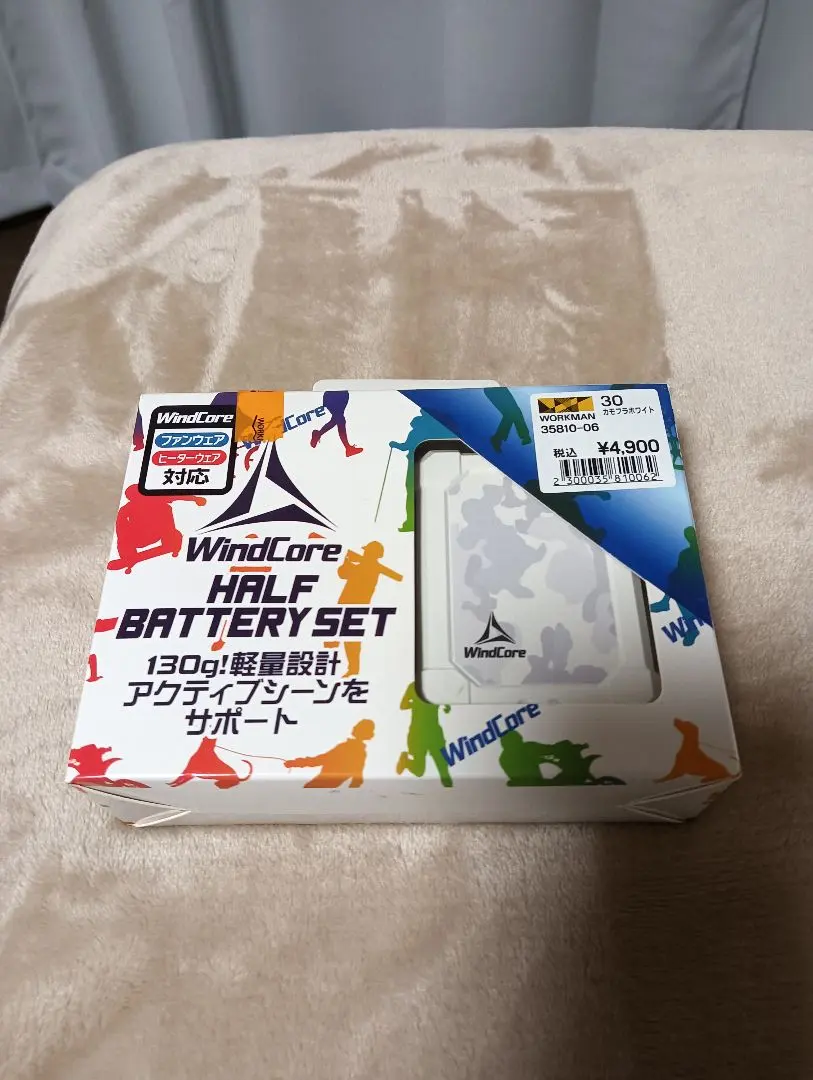 WindCore
ファンウェア
ヒーターウェア
対応
WindCore
WORKMAN
30
カモフラホワイト
35810-06
税込 ¥4,900
2300035810062
WindCore
HALF
BATTERY SET
130g!軽量設計
アクティブシーンを
サポート
WindCore
WindCore